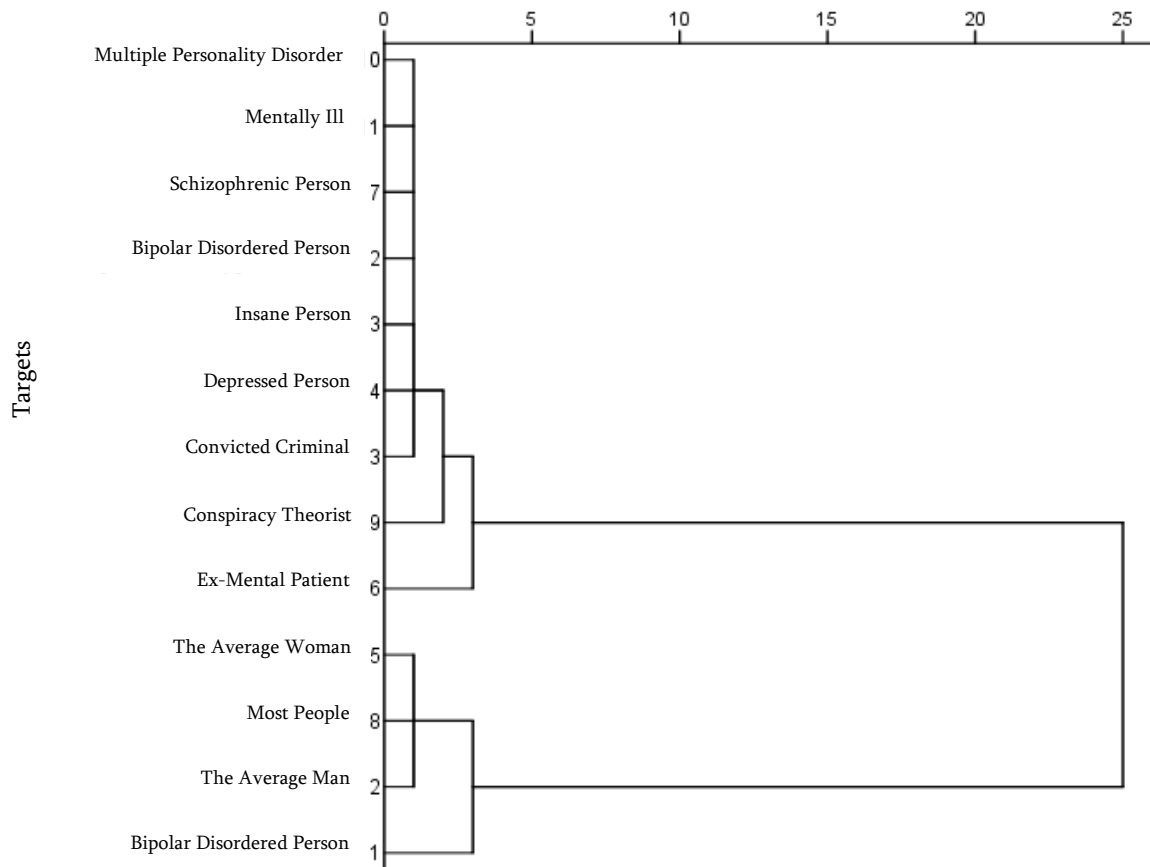 0 5 10 15 20 25
Multiple Personality Disorder 0
Mentally Ill 1
Schizophrenic Person 7
Bipolar Disordered Person 2
Insane Person 3
Targets
Depressed Person 4
Convicted Criminal 3
Conspiracy Theorist 9
Ex-Mental Patient 6
The Average Woman 5
Most People 8
The Average Man 2
Bipolar Disordered Person 1